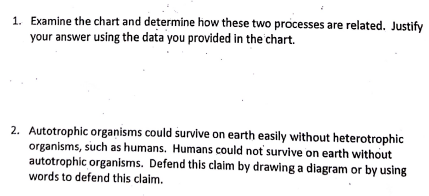 1. Examine the chart and determine how these two processes are related. Justify
your answer using the data you provided in the chart.
2. Autotrophic organisms could survive on earth easily without heterotrophic
organisms, such as humans. Humans could not survive on earth without
autotrophic organisms. Defend this claim by drawing a diagram or by using
words to defend this claim.